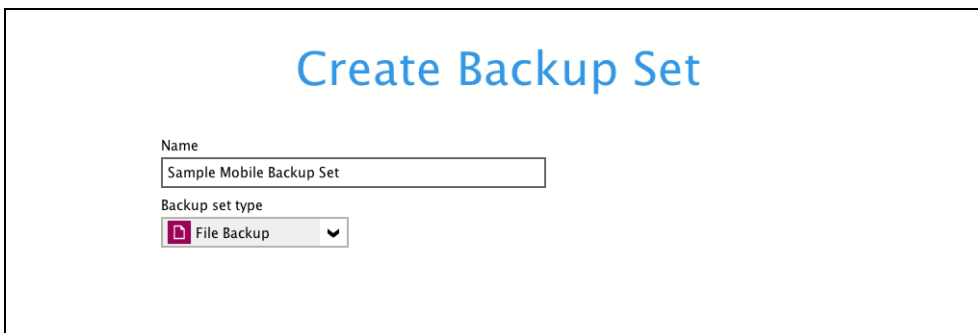 Create Backup Set
Name
Sample Mobile Backup Set
Backup set type
File Backup